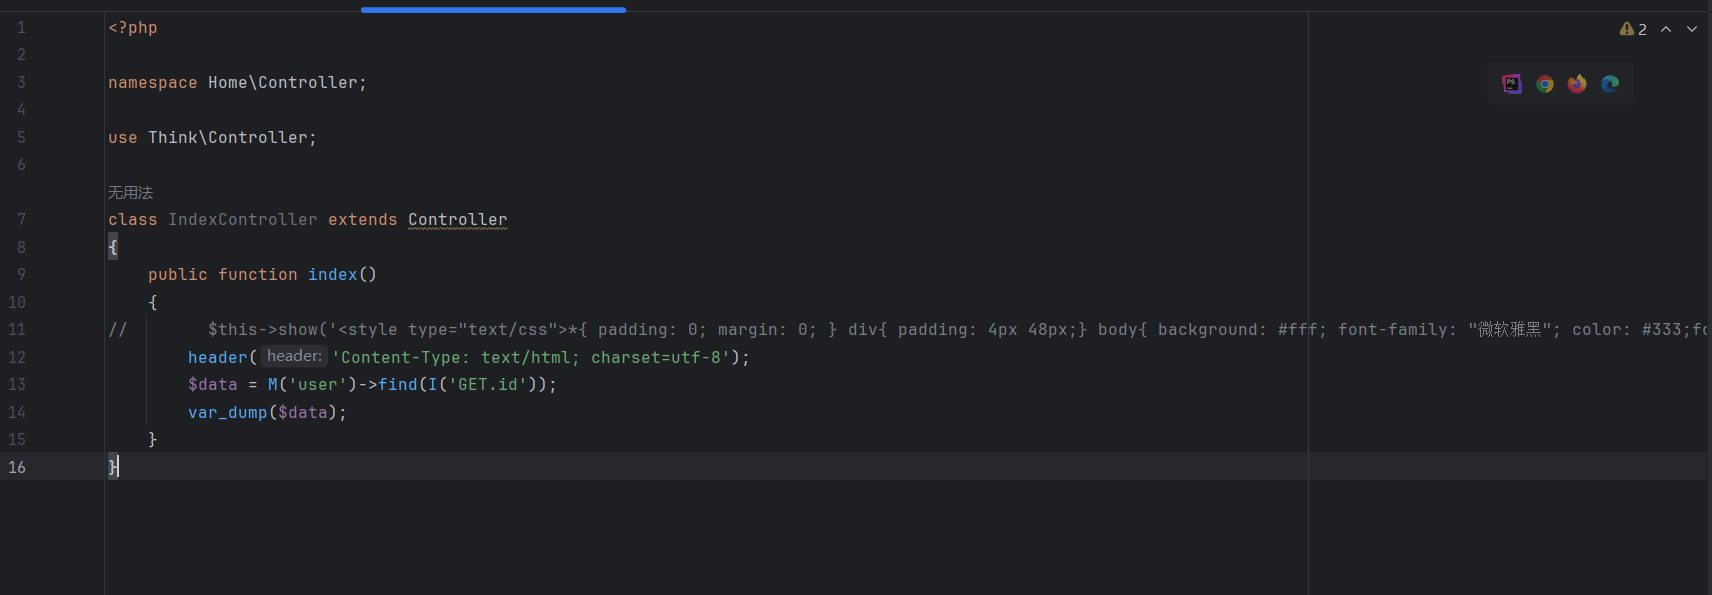 1 <?php
2
3 namespace Home\Controller;
4
5 use Think\Controller;
6
无用法
7 class IndexController extends Controller
8 {
9     public function index()
10     {
11 //        $this->show('<style type="text/css">*{ padding: 0; margin: 0; } div{ padding: 4px 48px;} body{ background: #fff; font-family: "微软雅黑"; color: #333;fo
12         header( header: 'Content-Type: text/html; charset=utf-8');
13         $data = M('user')->find(I('GET.id'));
14         var_dump($data);
15     }
16 }
2
PS